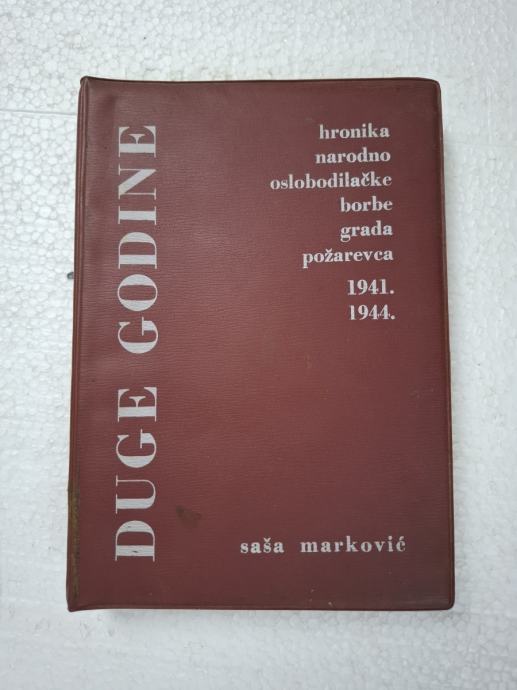 DUGE GODINE
hronika
narodno
oslobodilačke
borbe
grada
požarevca
1941.
1944.
saša marković